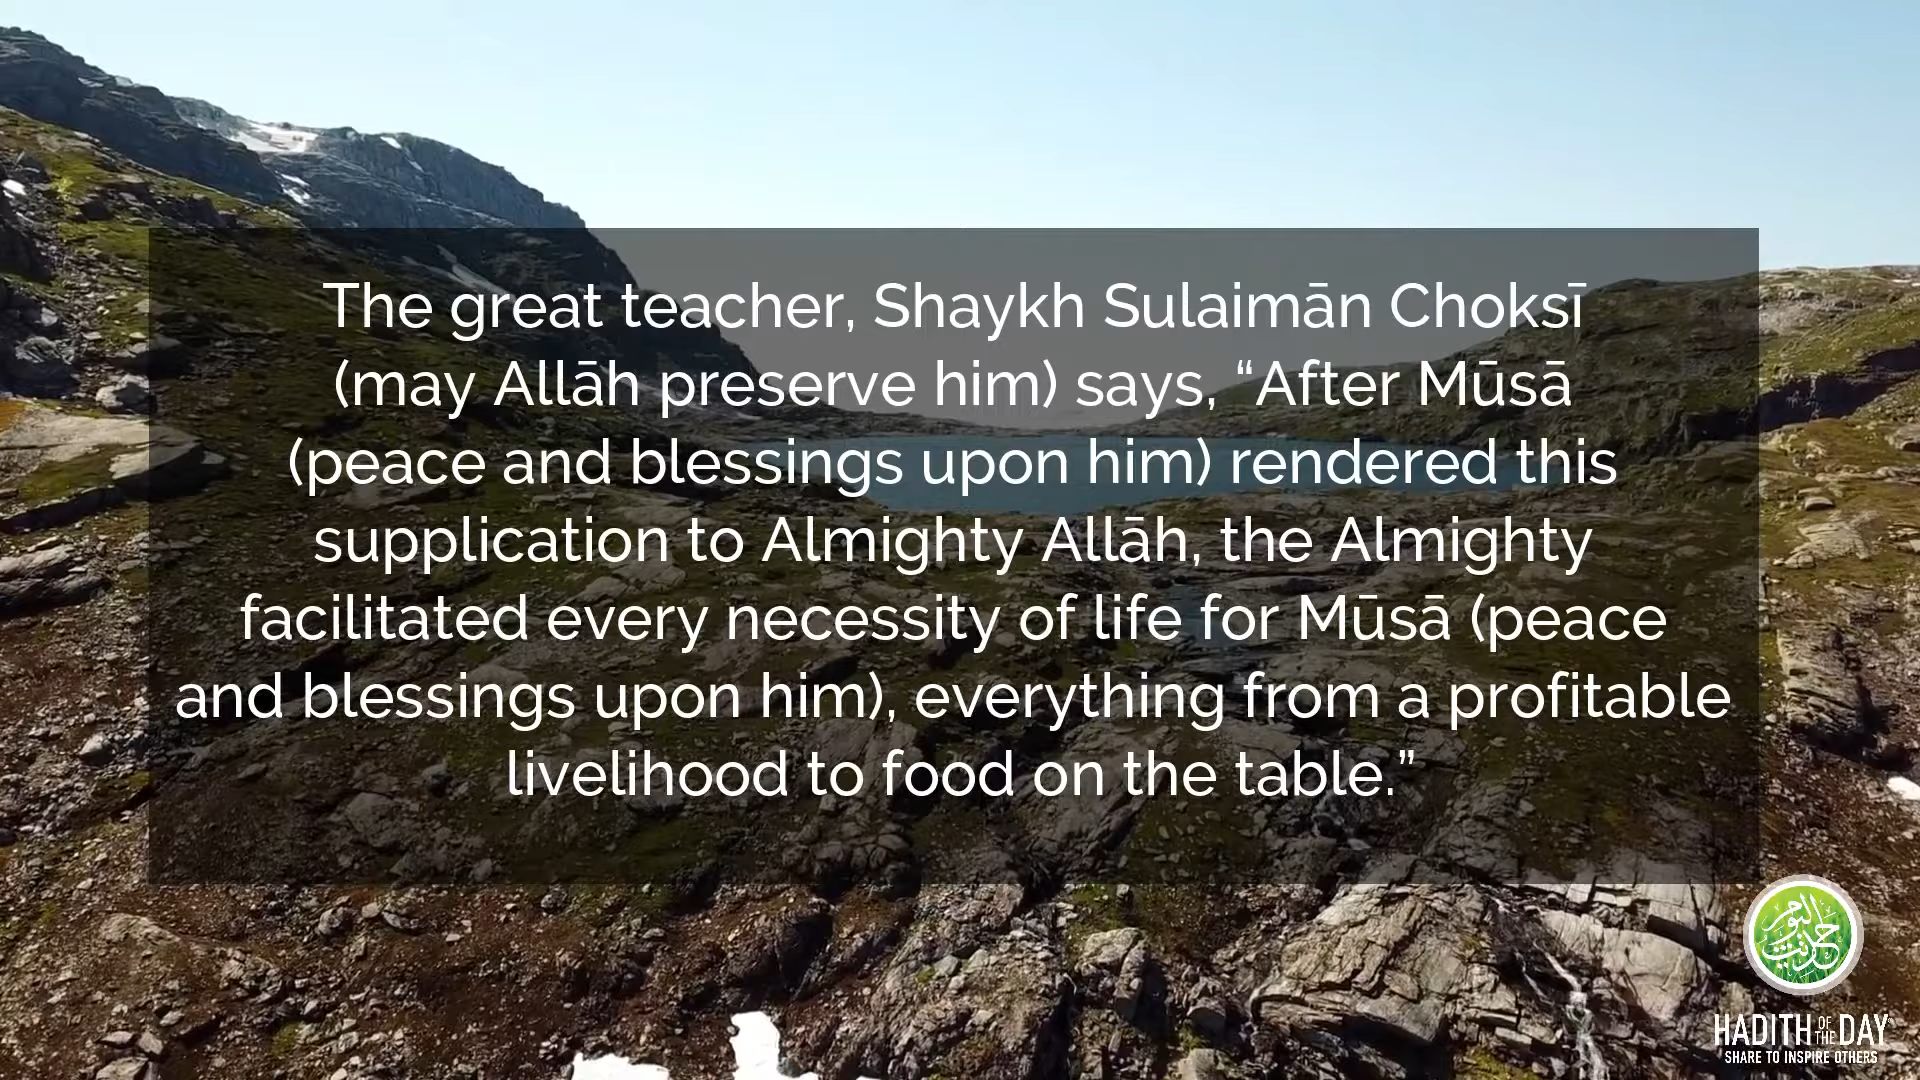 The great teacher, Shaykh Sulaimān Choksī
(may Allāh preserve him) says, “After Mūsā
(peace and blessings upon him) rendered this
supplication to Almighty Allāh, the Almighty
facilitated every necessity of life for Mūsā (peace
and blessings upon him), everything from a profitable
livelihood to food on the table.”
حديث اليوم
HADITH OF THE DAY
SHARE TO INSPIRE OTHERS